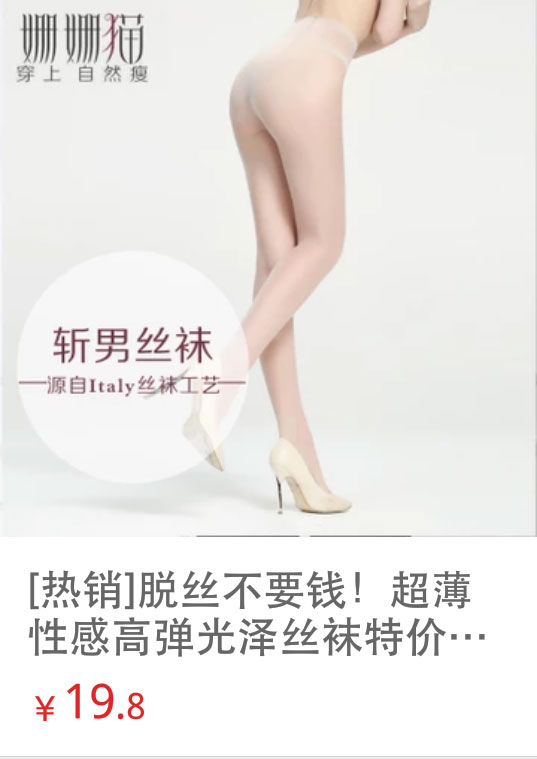 姗姗猫
穿上 自然瘦
斩男丝袜
源自Italy丝袜工艺
[热销]脱丝不要钱！超薄
性感高弹光泽丝袜特价…
¥ 19.8